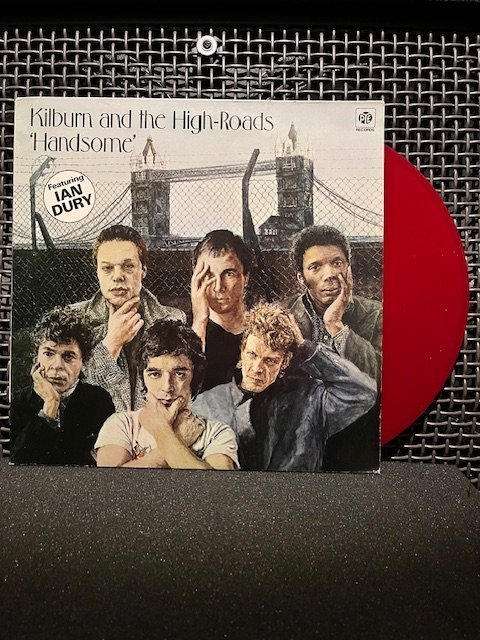 Kilburn and the High-Roads
'Handsome'
PYE
RECORDS
Featuring
IAN
DURY